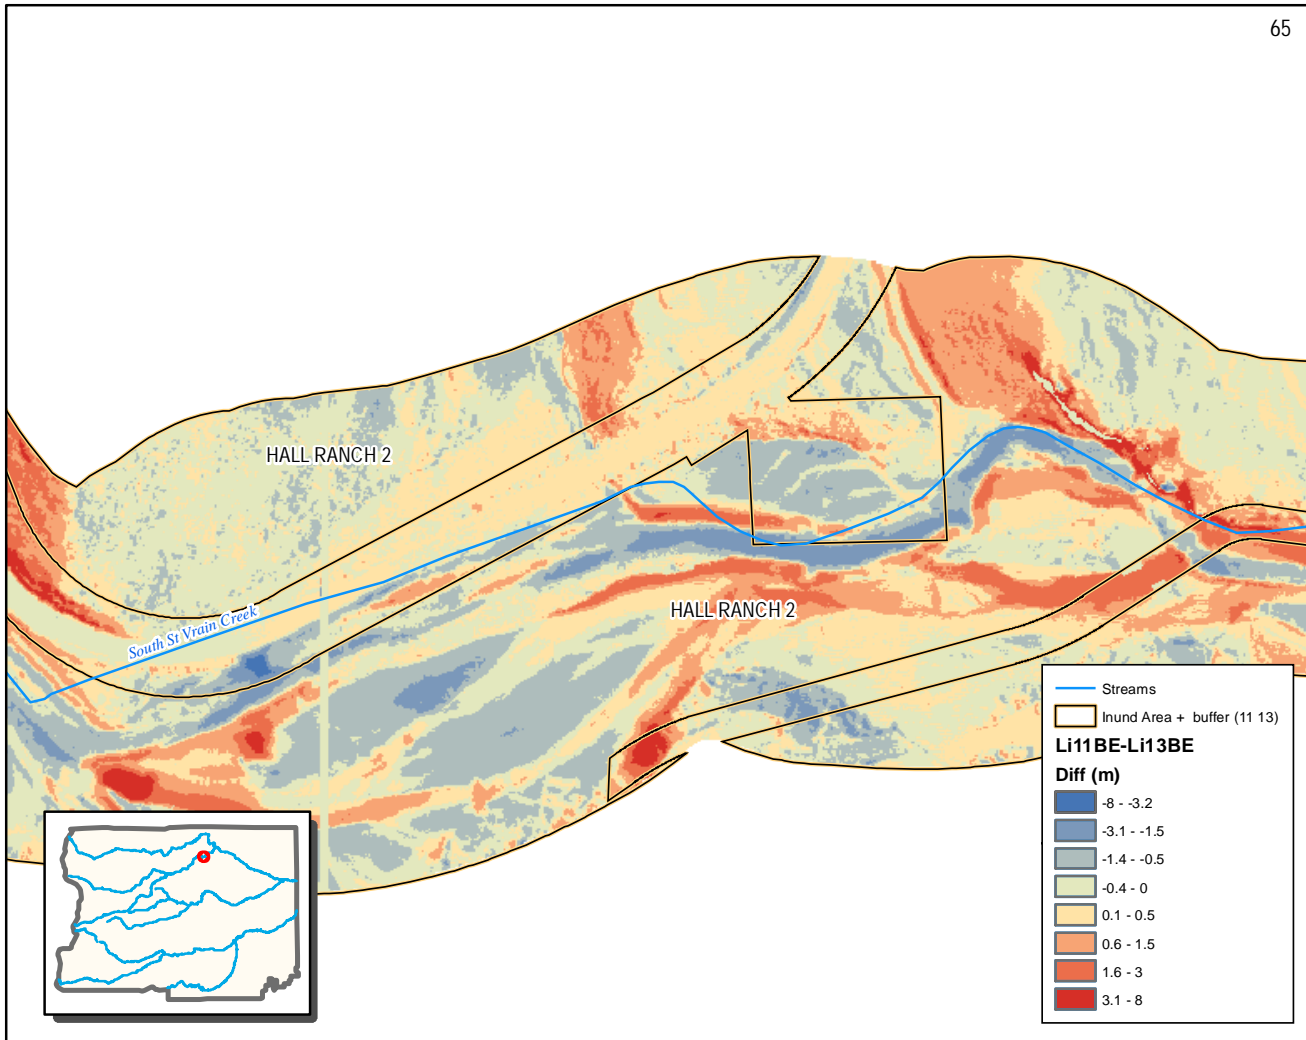 65
HALL RANCH 2
South St Vrain Creek
HALL RANCH 2
Streams
Inund Area + buffer (11 13)
Li11BE-Li13BE
Diff (m)
-8 - -3.2
-3.1 - -1.5
-1.4 - -0.5
-0.4 - 0
0.1 - 0.5
0.6 - 1.5
1.6 - 3
3.1 - 8